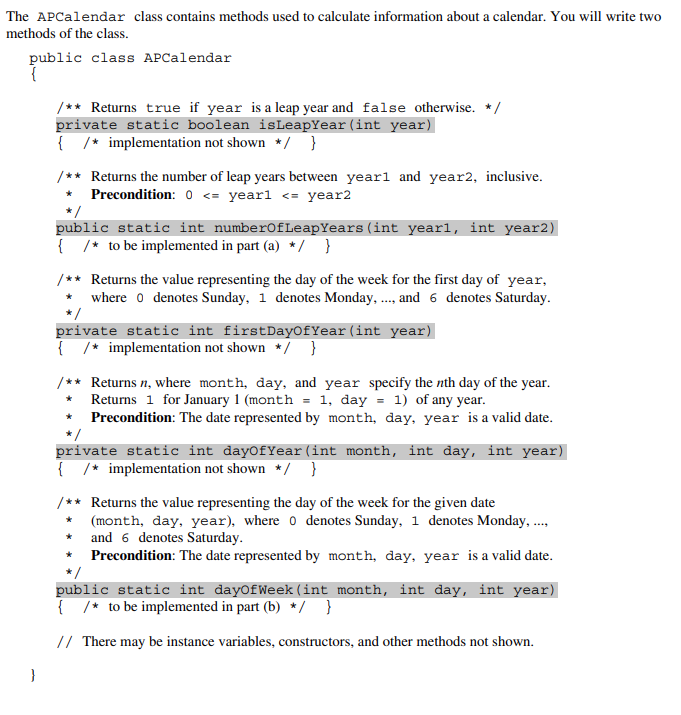 The APCalendar class contains methods used to calculate information about a calendar. You will write two
methods of the class.
public class APCalendar
{
/** Returns true if year is a leap year and false otherwise. */
private static boolean isLeapYear(int year)
{ /* implementation not shown */ }
/** Returns the number of leap years between year1 and year2, inclusive.
* Precondition: 0 <= year1 <= year2
*/
public static int numberOfLeapYears(int year1, int year2)
{ /* to be implemented in part (a) */ }
/** Returns the value representing the day of the week for the first day of year,
* where 0 denotes Sunday, 1 denotes Monday, ..., and 6 denotes Saturday.
*/
private static int firstDayOfYear(int year)
{ /* implementation not shown */ }
/** Returns n, where month, day, and year specify the nth day of the year.
* Returns 1 for January 1 (month = 1, day = 1) of any year.
* Precondition: The date represented by month, day, year is a valid date.
*/
private static int dayOfYear(int month, int day, int year)
{ /* implementation not shown */ }
/** Returns the value representing the day of the week for the given date
* (month, day, year), where 0 denotes Sunday, 1 denotes Monday, ...,
* and 6 denotes Saturday.
* Precondition: The date represented by month, day, year is a valid date.
*/
public static int dayOfWeek(int month, int day, int year)
{ /* to be implemented in part (b) */ }
// There may be instance variables, constructors, and other methods not shown.
}